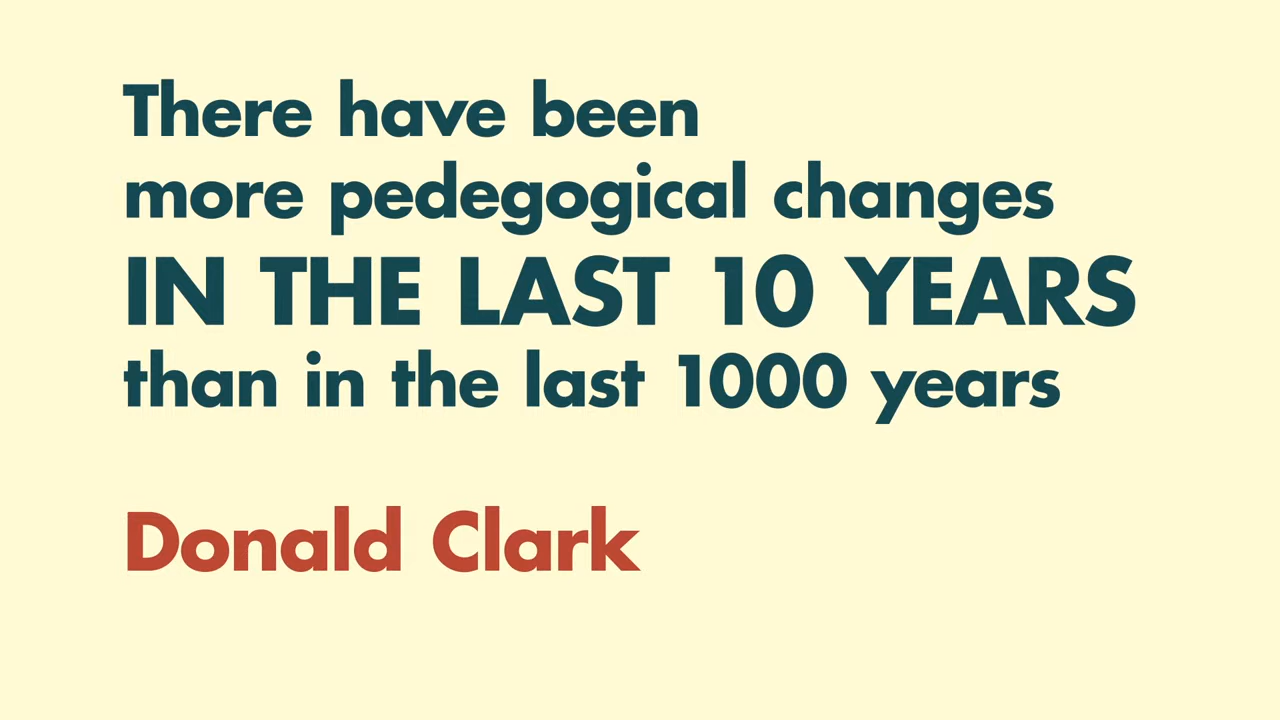 There have been
more pedegogical changes
IN THE LAST 10 YEARS
than in the last 1000 years
Donald Clark